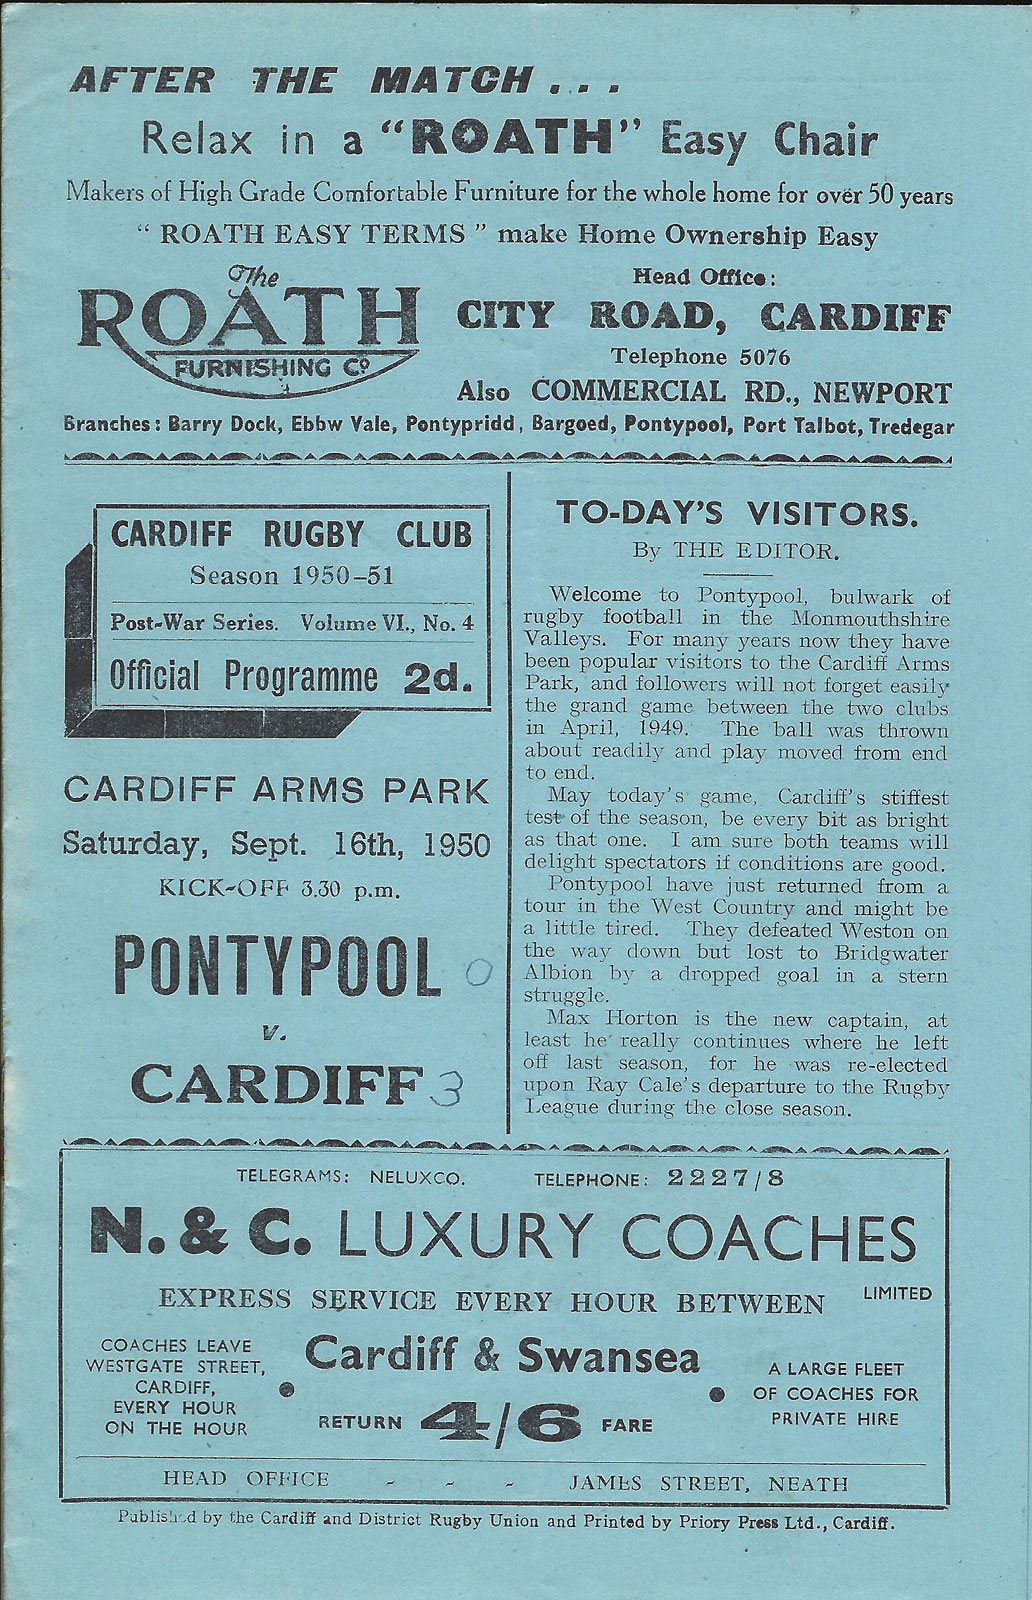 AFTER THE MATCH . . .
Relax in a "ROATH" Easy Chair
Makers of High Grade Comfortable Furniture for the whole home for over 50 years
" ROATH EASY TERMS " make Home Ownership Easy
The
ROATH
FURNISHING Co
Head Office:
CITY ROAD, CARDIFF
Telephone 5076
Also COMMERCIAL RD., NEWPORT
Branches: Barry Dock, Ebbw Vale, Pontypridd, Bargoed, Pontypool, Port Talbot, Tredegar
CARDIFF RUGBY CLUB
Season 1950-51
Post-War Series. Volume VI., No. 4
Official Programme 2d.
CARDIFF ARMS PARK
Saturday, Sept. 16th, 1950
KICK-OFF 3.30 p.m.
PONTYPOOL 0
v.
CARDIFF 3
TO-DAY'S VISITORS.
By THE EDITOR.
Welcome to Pontypool, bulwark of
rugby football in the Monmouthshire
Valleys. For many years now they have
been popular visitors to the Cardiff Arms
Park, and followers will not forget easily
the grand game between the two clubs
in April, 1949. The ball was thrown
about readily and play moved from end
to end.
May today's game, Cardiff's stiffest
test of the season, be every bit as bright
as that one. I am sure both teams will
delight spectators if conditions are good.
Pontypool have just returned from a
tour in the West Country and might be
a little tired. They defeated Weston on
the way down but lost to Bridgwater
Albion by a dropped goal in a stern
struggle.
Max Horton is the new captain, at
least he really continues where he left
off last season, for he was re-elected
upon Ray Cale's departure to the Rugby
League during the close season.
TELEGRAMS: NELUXCO. TELEPHONE: 2227/8
N. & C. LUXURY COACHES
LIMITED
EXPRESS SERVICE EVERY HOUR BETWEEN
COACHES LEAVE
WESTGATE STREET,
CARDIFF,
EVERY HOUR
ON THE HOUR
Cardiff & Swansea
RETURN 4/6 FARE
A LARGE FLEET
OF COACHES FOR
PRIVATE HIRE
HEAD OFFICE - - - JAMES STREET, NEATH
Published by the Cardiff and District Rugby Union and Printed by Priory Press Ltd., Cardiff.